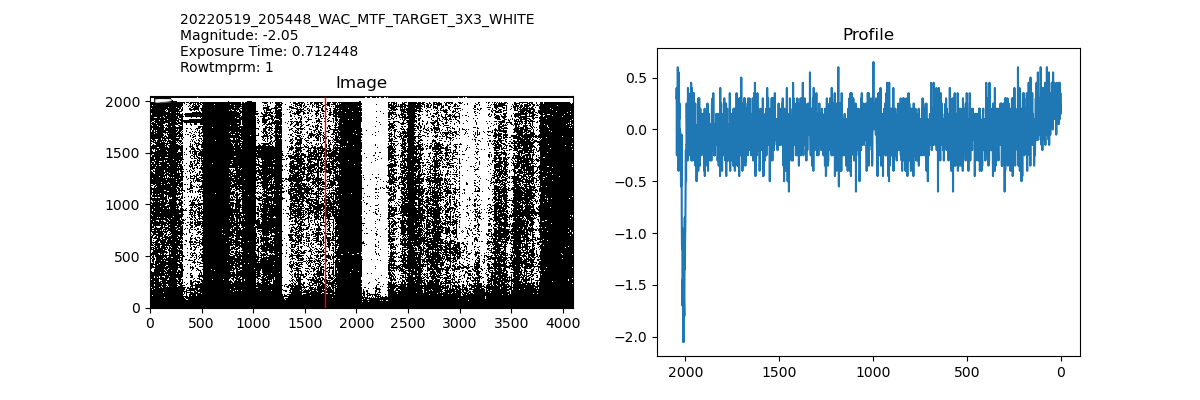 20220519_205448_WAC_MTF_TARGET_3X3_WHITE
Magnitude: -2.05
Exposure Time: 0.712448
Rowtmprm: 1
Image
2000
1500
1000
500
0
0 500 1000 1500 2000 2500 3000 3500 4000
Profile
0.5
0.0
−0.5
−1.0
−1.5
−2.0
2000 1500 1000 500 0